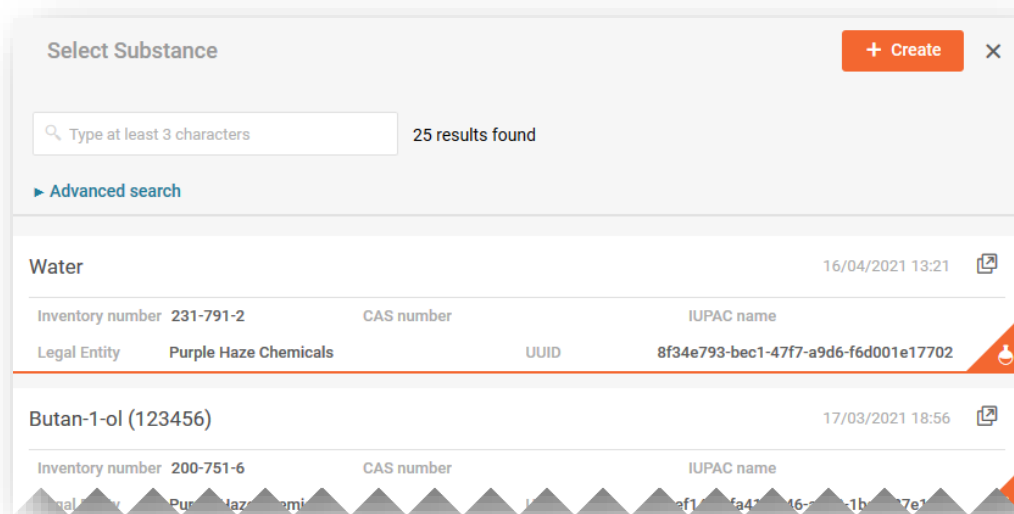 Select Substance
+ Create
Type at least 3 characters
25 results found
► Advanced search
Water
16/04/2021 13:21
Inventory number 231-791-2 CAS number IUPAC name
Legal Entity Purple Haze Chemicals UUID 8f34e793-bec1-47f7-a9d6-f6d001e17702
Butan-1-ol (123456)
17/03/2021 18:56
Inventory number 200-751-6 CAS number IUPAC name